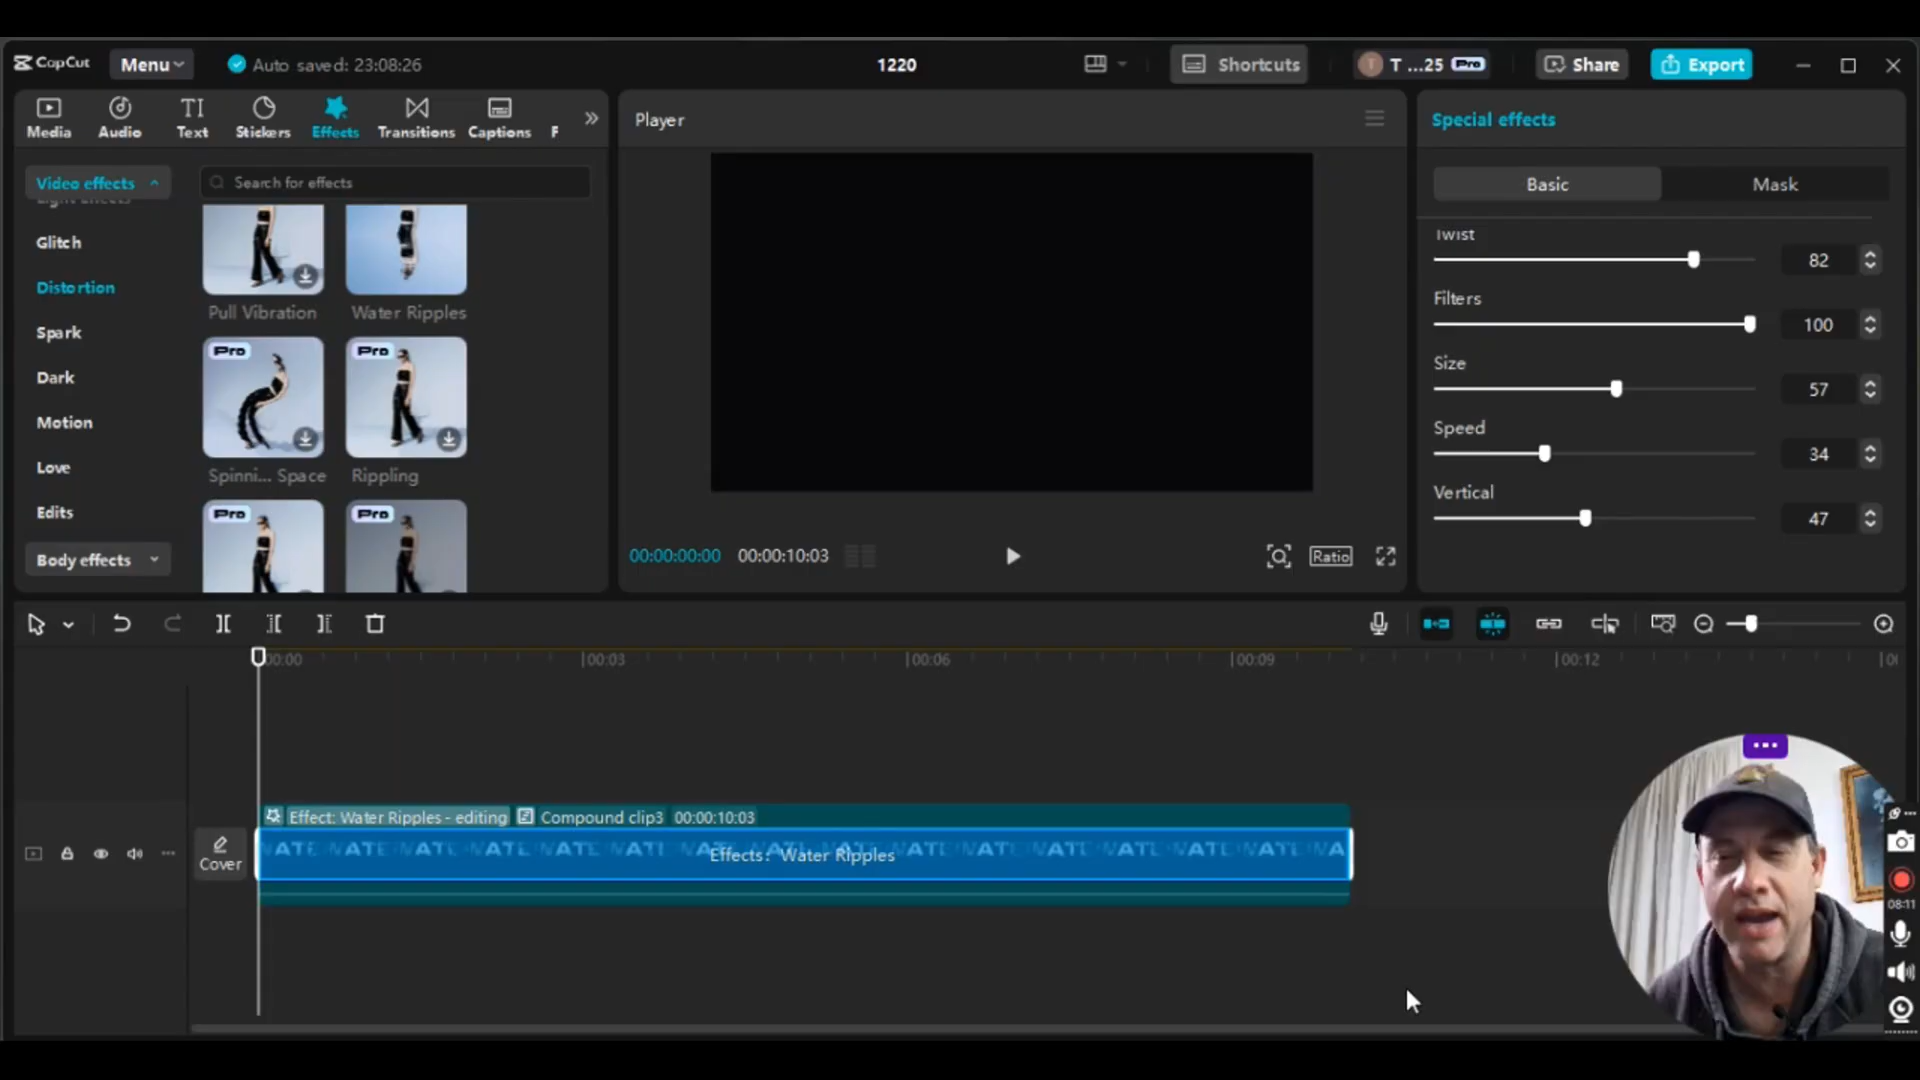 CapCut
Menu
Auto saved: 23:08:26
1220
Shortcuts
T ...25 Pro
Share
Export
Media
Audio
TI
Text
Stickers
Effects
Transitions
Captions
F
Player
Special effects
Video effects
Search for effects
Light Effects
Glitch
Distortion
Spark
Dark
Motion
Love
Edits
Body effects
Pull Vibration
Water Ripples
Pro
Pro
Spinni... Space
Rippling
Pro
Pro
Basic
Mask
Twist
82
Filters
100
Size
57
Speed
34
Vertical
47
00:00:00:00
00:00:10:03
Ratio
00:00
00:03
00:06
00:09
00:12
Effect: Water Ripples - editing
Compound clip3
00:00:10:03
Cover
Effects: Water Ripples
08:11